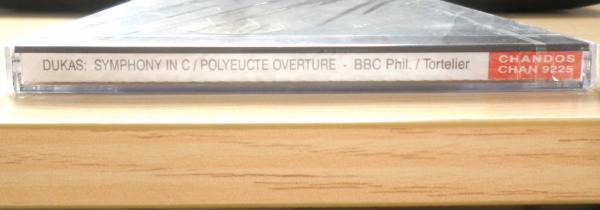 DUKAS: SYMPHONY IN C / POLYEUCTE OVERTURE - BBC Phil. / Tortelier
CHANDOS
CHAN 9225